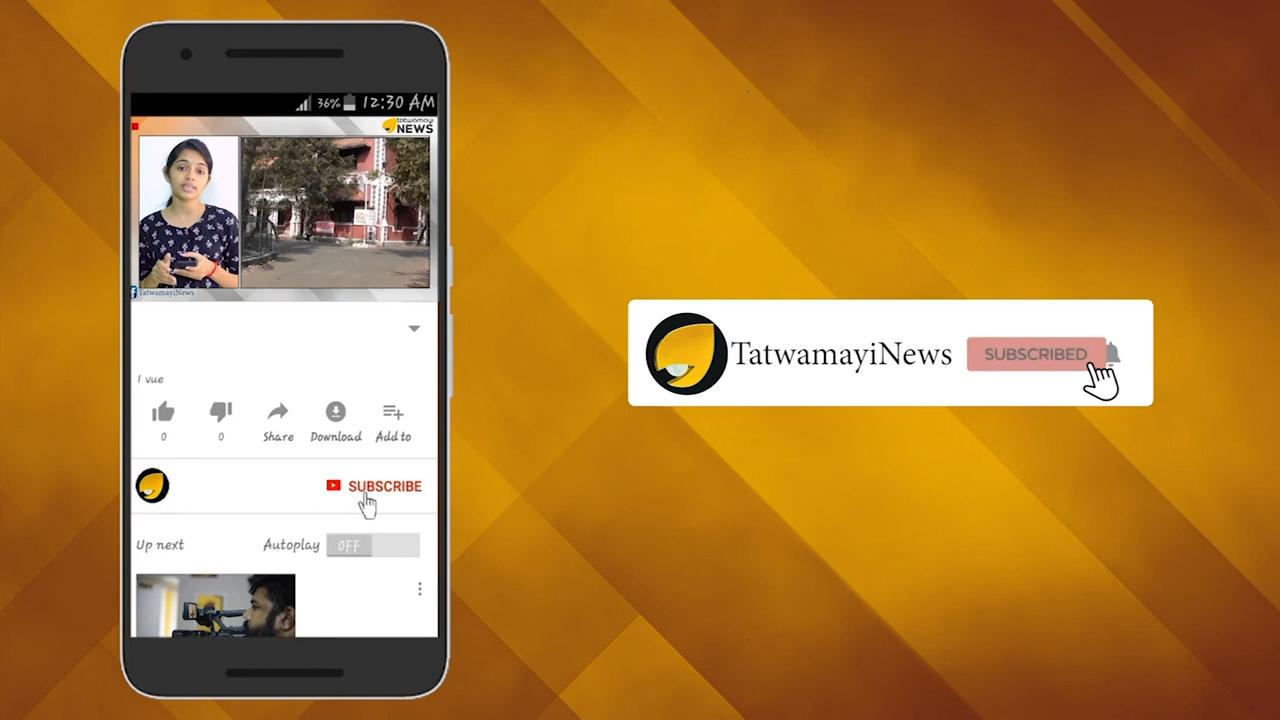 36% 12:30 AM
tatwamayi
NEWS
TatwamayiNews
1 vue
0 0 Share Download Add to
SUBSCRIBE
Up next Autoplay OFF
TatwamayiNews SUBSCRIBED